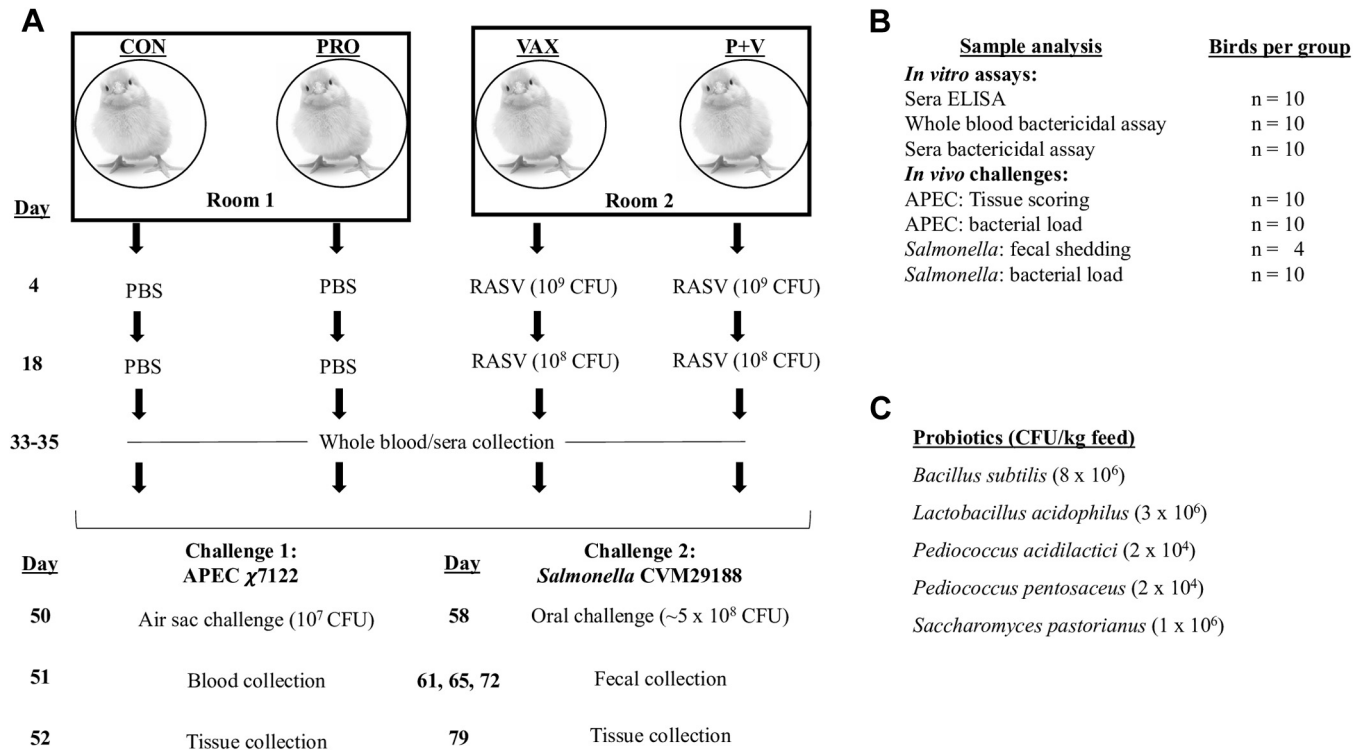 A
CON PRO VAX P+V
Room 1 Room 2
Day
4 PBS PBS RASV (10⁹ CFU) RASV (10⁹ CFU)
18 PBS PBS RASV (10⁸ CFU) RASV (10⁸ CFU)
33-35 Whole blood/sera collection
Day Challenge 1: Day Challenge 2:
APEC χ7122 Salmonella CVM29188
50 Air sac challenge (10⁷ CFU) 58 Oral challenge (~5 x 10⁸ CFU)
51 Blood collection 61, 65, 72 Fecal collection
52 Tissue collection 79 Tissue collection
B
Sample analysis Birds per group
In vitro assays:
Sera ELISA n = 10
Whole blood bactericidal assay n = 10
Sera bactericidal assay n = 10
In vivo challenges:
APEC: Tissue scoring n = 10
APEC: bacterial load n = 10
Salmonella: fecal shedding n = 4
Salmonella: bacterial load n = 10
C
Probiotics (CFU/kg feed)
Bacillus subtilis (8 x 10⁶)
Lactobacillus acidophilus (3 x 10⁶)
Pediococcus acidilactici (2 x 10⁴)
Pediococcus pentosaceus (2 x 10⁴)
Saccharomyces pastorianus (1 x 10⁶)